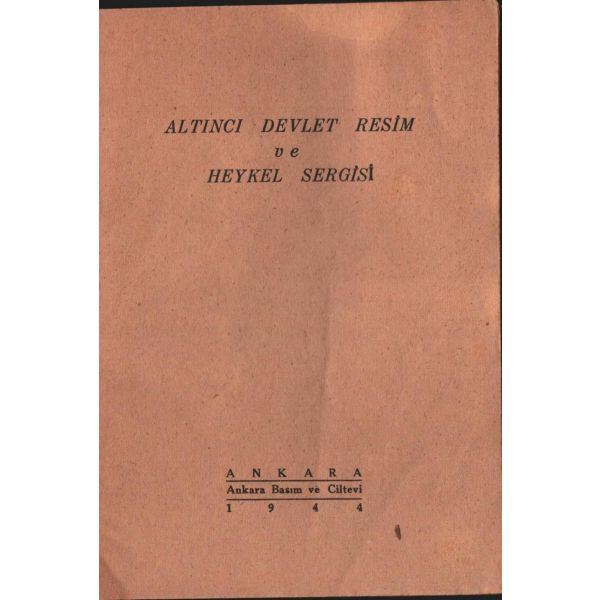 ALTINCI DEVLET RESİM
ve
HEYKEL SERGİSİ
ANKARA
Ankara Basım ve Ciltevi
1944